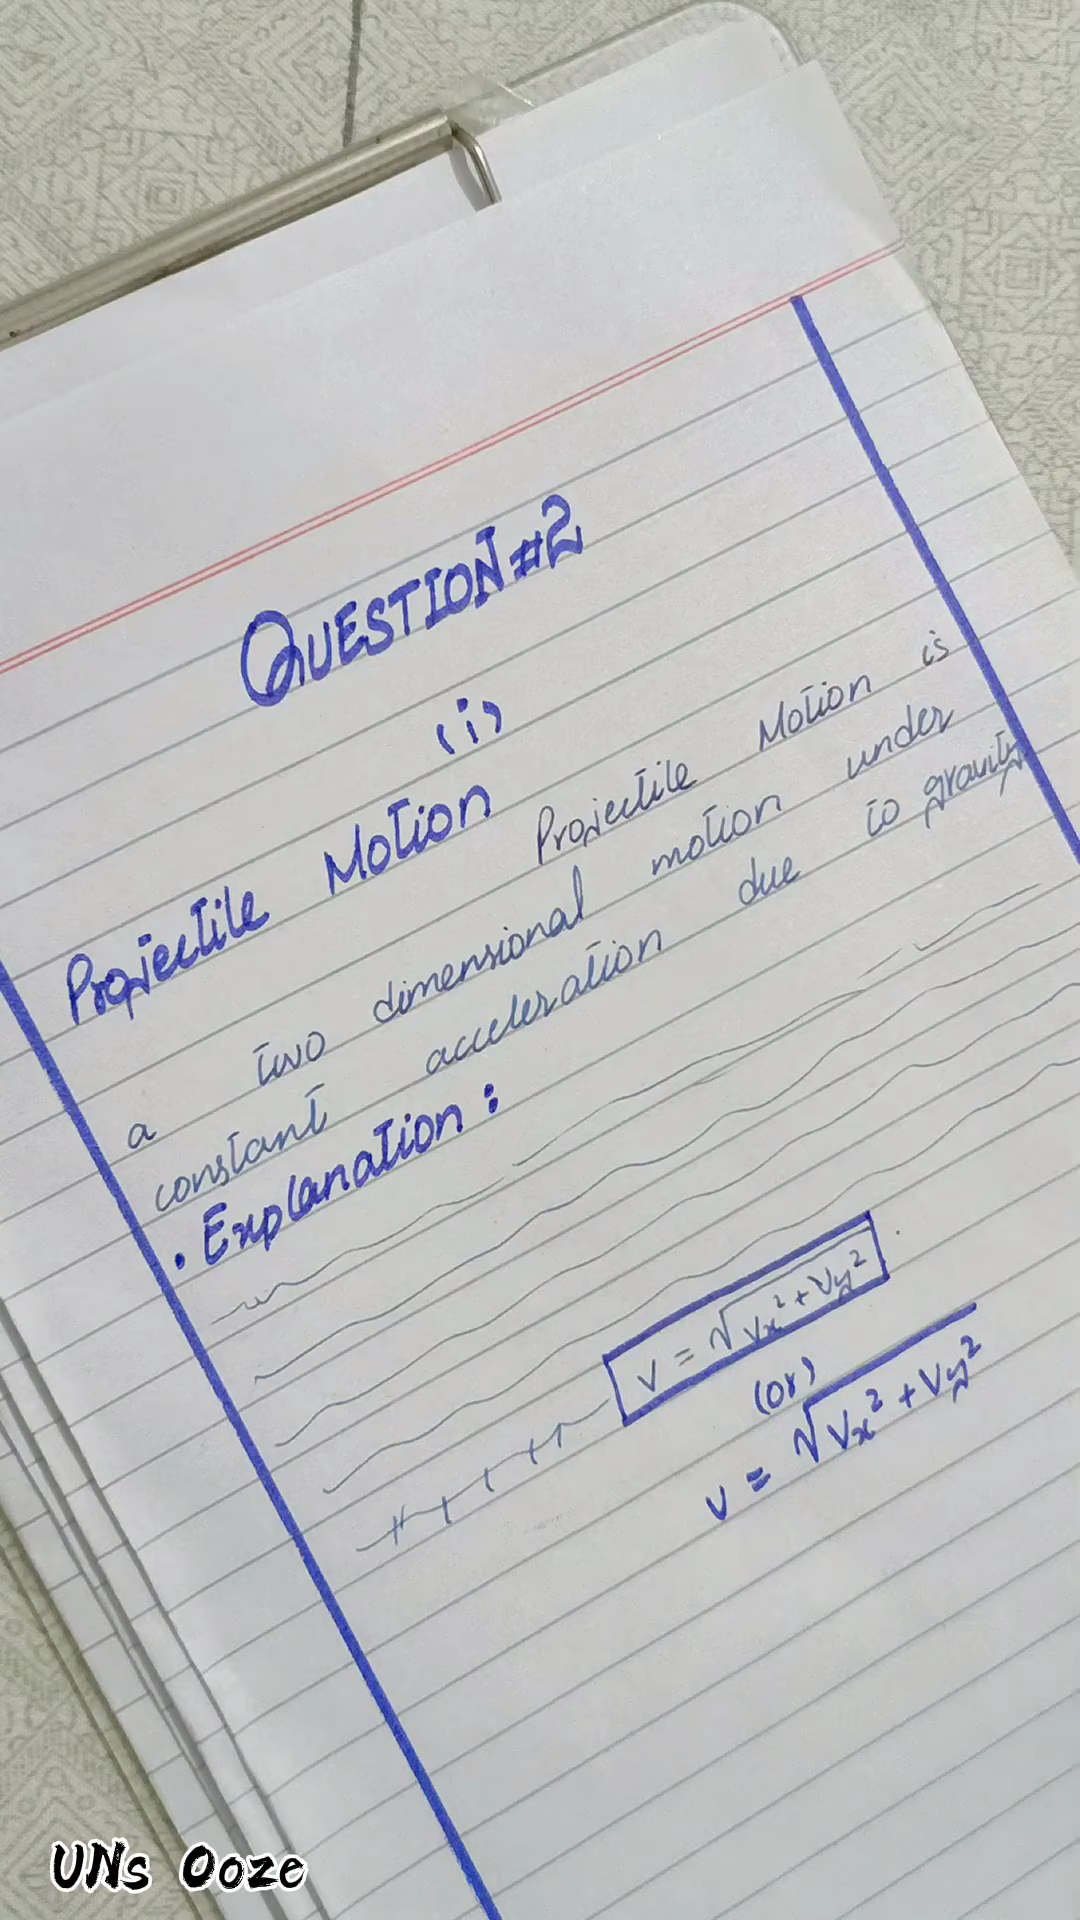 QUESTION #2
(i)
Projectile Motion Projectile Motion is
a two dimensional motion under
constant acceleration due to gravity
• Explanation :
v = √Vx² + Vy²
(or)
v = √Vx² + Vy²
UNs Ooze